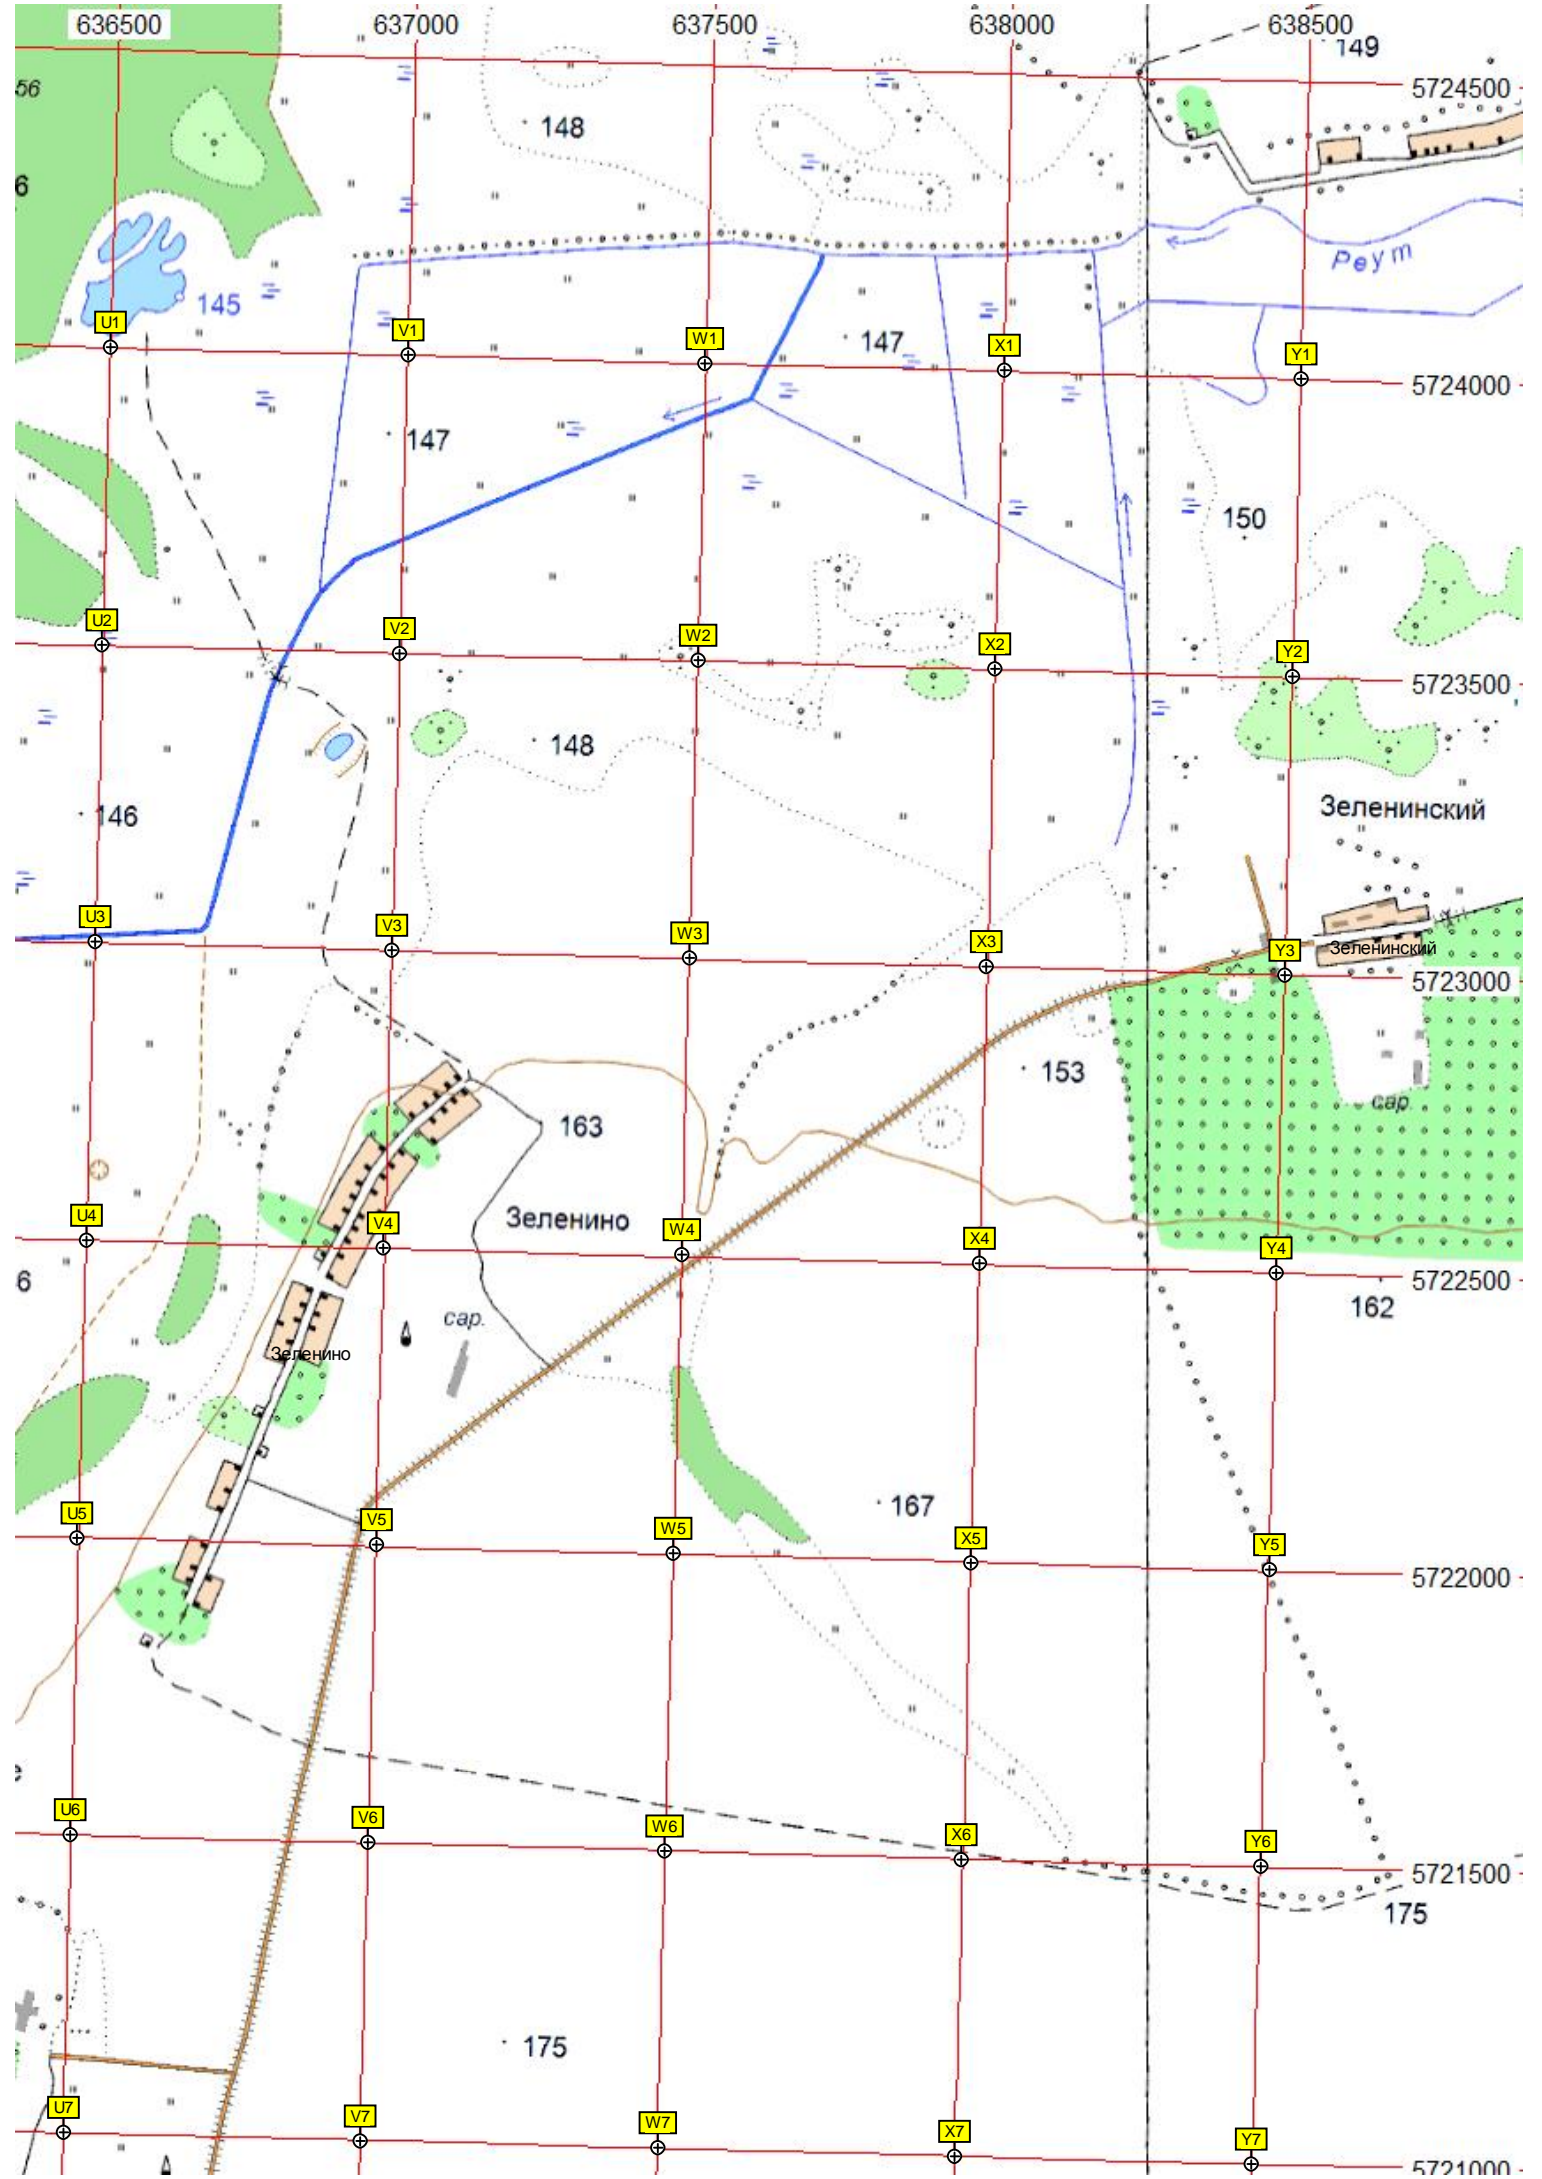 636500 637000 637500 638000 638500
149
5724500
56
148
6
Реут
145
U1 V1 W1 X1 Y1
147
5724000
147
150
U2 V2 W2 X2 Y2
5723500
148
146
Зеленинский
U3 V3 W3 X3 Y3
Зеленинский
5723000
153
сар.
163
Зеленино
U4 V4 W4 X4 Y4
5722500
6
162
сар.
Зеленино
167
U5 V5 W5 X5 Y5
5722000
е
U6 V6 W6 X6 Y6
5721500
175
175
U7 V7 W7 X7 Y7
5721000